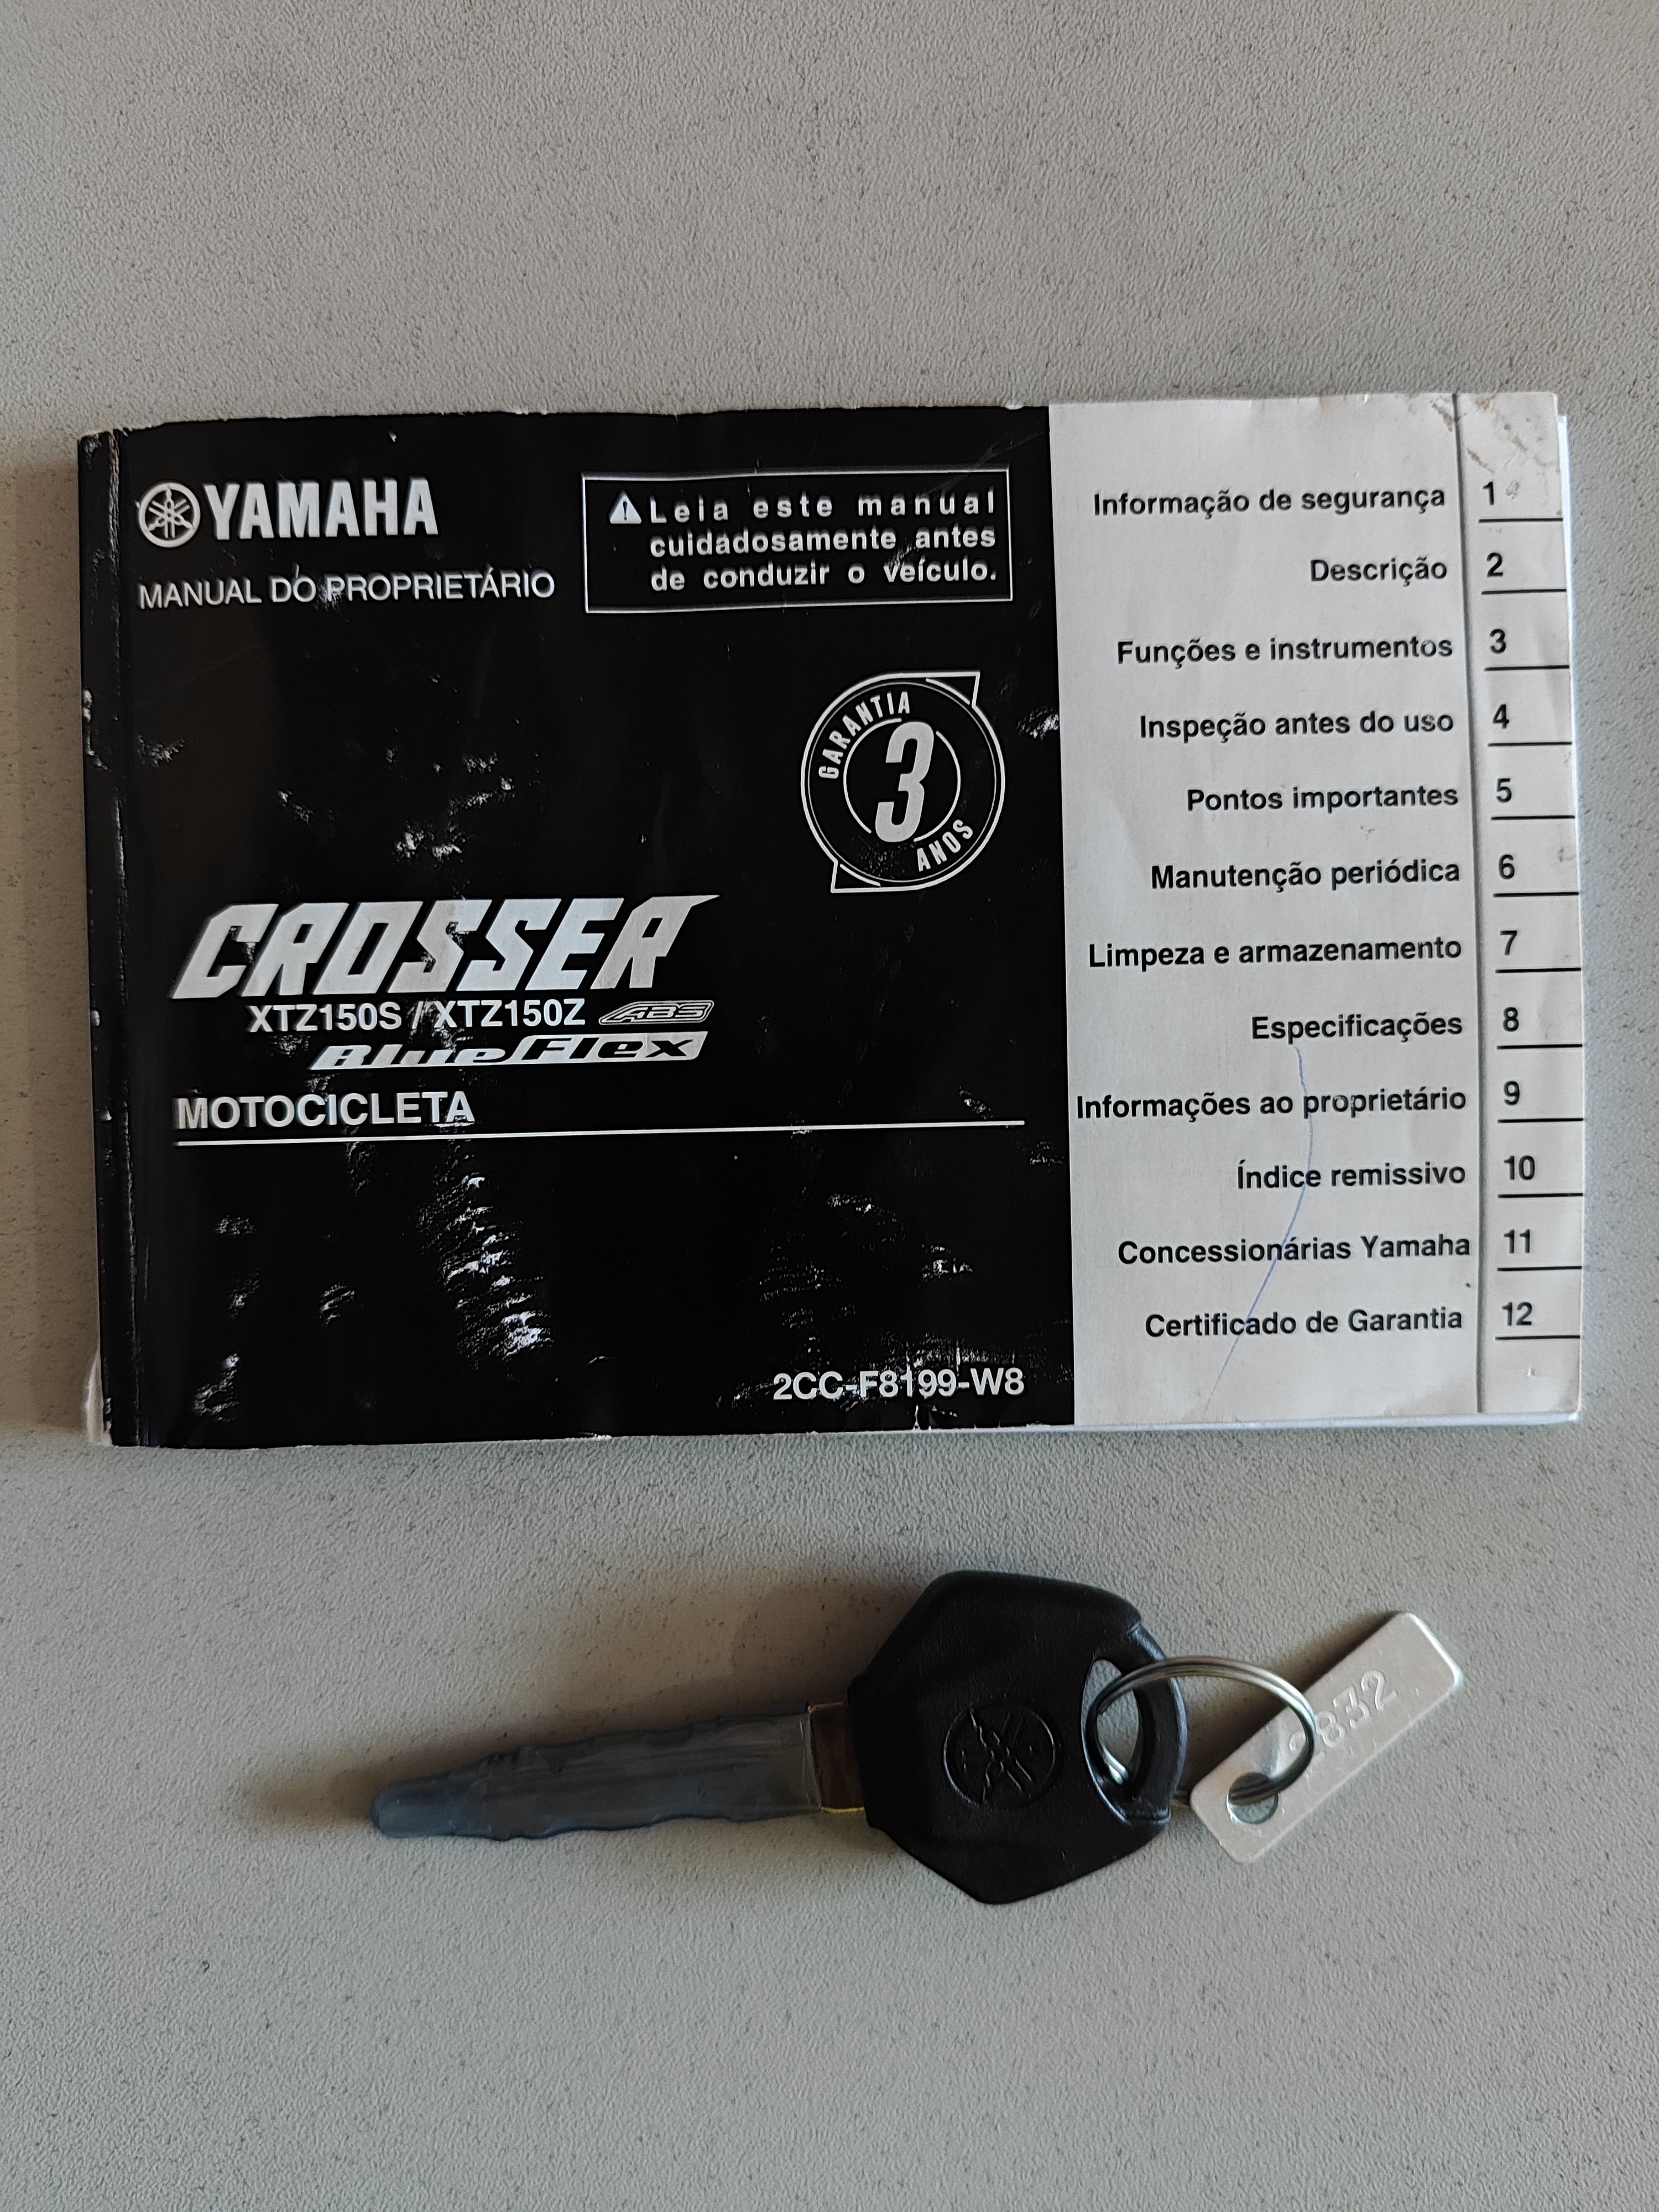 YAMAHA
MANUAL DO PROPRIETÁRIO
Leia este manual
cuidadosamente antes
de conduzir o veículo.
GARANTIA
3
ANOS
CROSSER
XTZ150S / XTZ150Z ABS
BlueFlex
MOTOCICLETA
2CC-F8199-W8
Informação de segurança 1
Descrição 2
Funções e instrumentos 3
Inspeção antes do uso 4
Pontos importantes 5
Manutenção periódica 6
Limpeza e armazenamento 7
Especificações 8
Informações ao proprietário 9
Índice remissivo 10
Concessionárias Yamaha 11
Certificado de Garantia 12